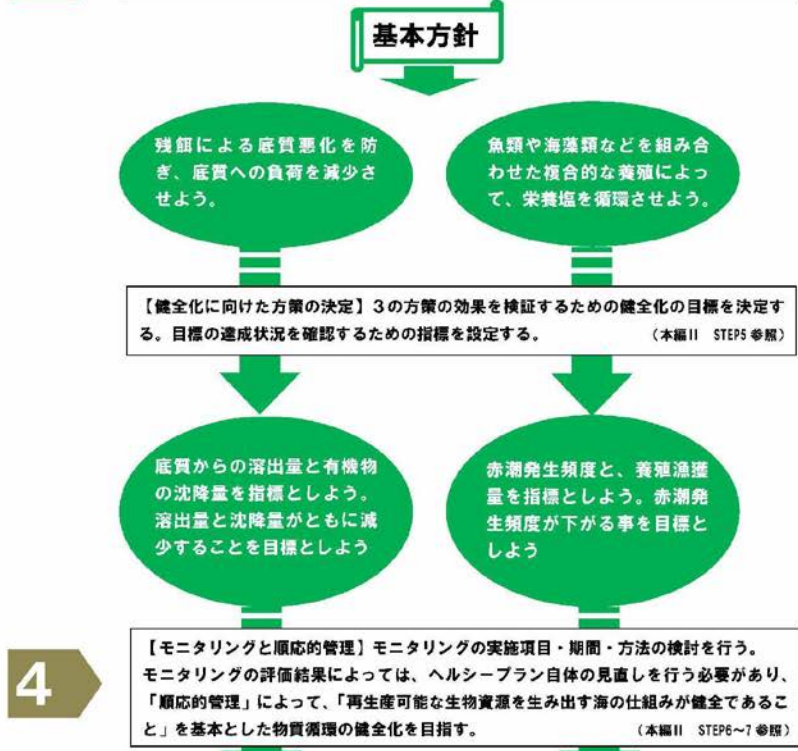 基本方針
残餌による底質悪化を防
ぎ、底質への負荷を減少さ
せよう。
魚類や海藻類などを組み合
わせた複合的な養殖によっ
て、栄養塩を循環させよう。
【健全化に向けた方策の決定】３の方策の効果を検証するための健全化の目標を決定す
る。目標の達成状況を確認するための指標を設定する。 （本編II STEP5 参照）
底質からの溶出量と有機物
の沈降量を指標としよう。
溶出量と沈降量がともに減
少することを目標としよう
赤潮発生頻度と、養殖漁獲
量を指標としよう。赤潮発
生頻度が下がる事を目標と
しよう
4
【モニタリングと順応的管理】モニタリングの実施項目・期間・方法の検討を行う。
モニタリングの評価結果によっては、ヘルシープラン自体の見直しを行う必要があり、
「順応的管理」によって、「再生産可能な生物資源を生み出す海の仕組みが健全であるこ
と」を基本とした物質循環の健全化を目指す。 （本編II STEP6～7 参照）